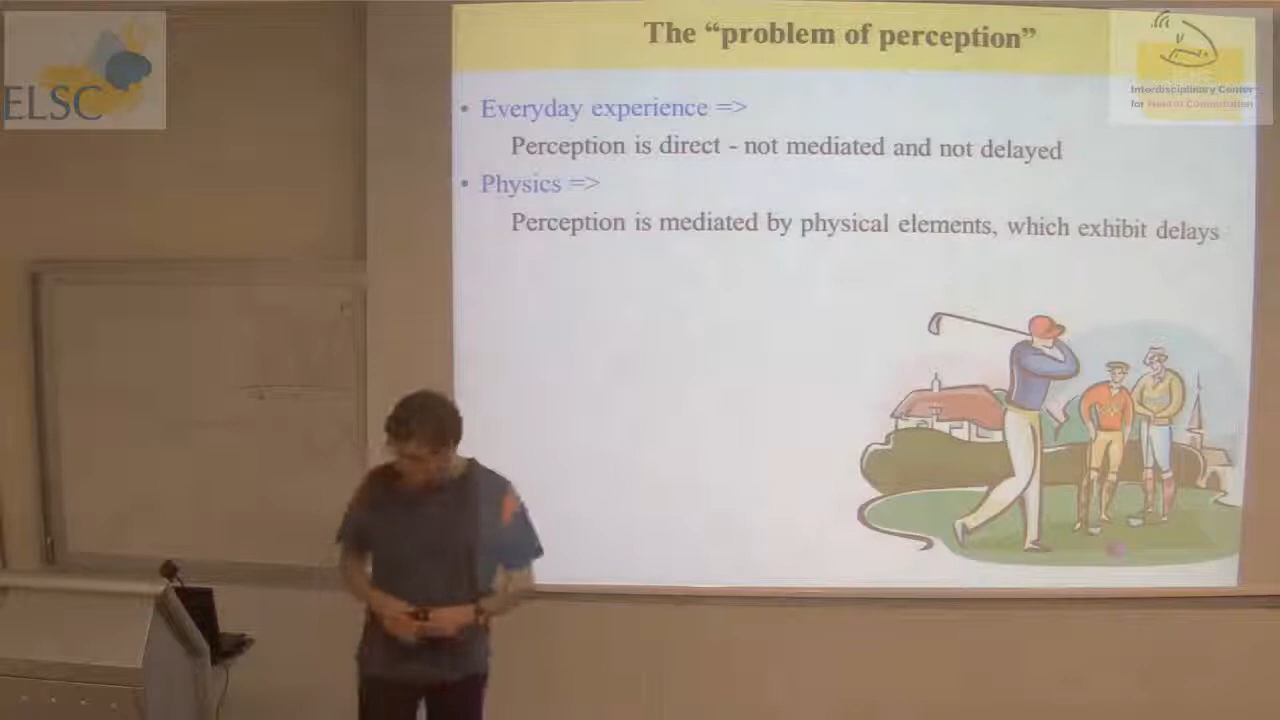 ELSC
The “problem of perception”
Interdisciplinary Center
for Neural Computation
• Everyday experience =>
Perception is direct - not mediated and not delayed
• Physics =>
Perception is mediated by physical elements, which exhibit delays